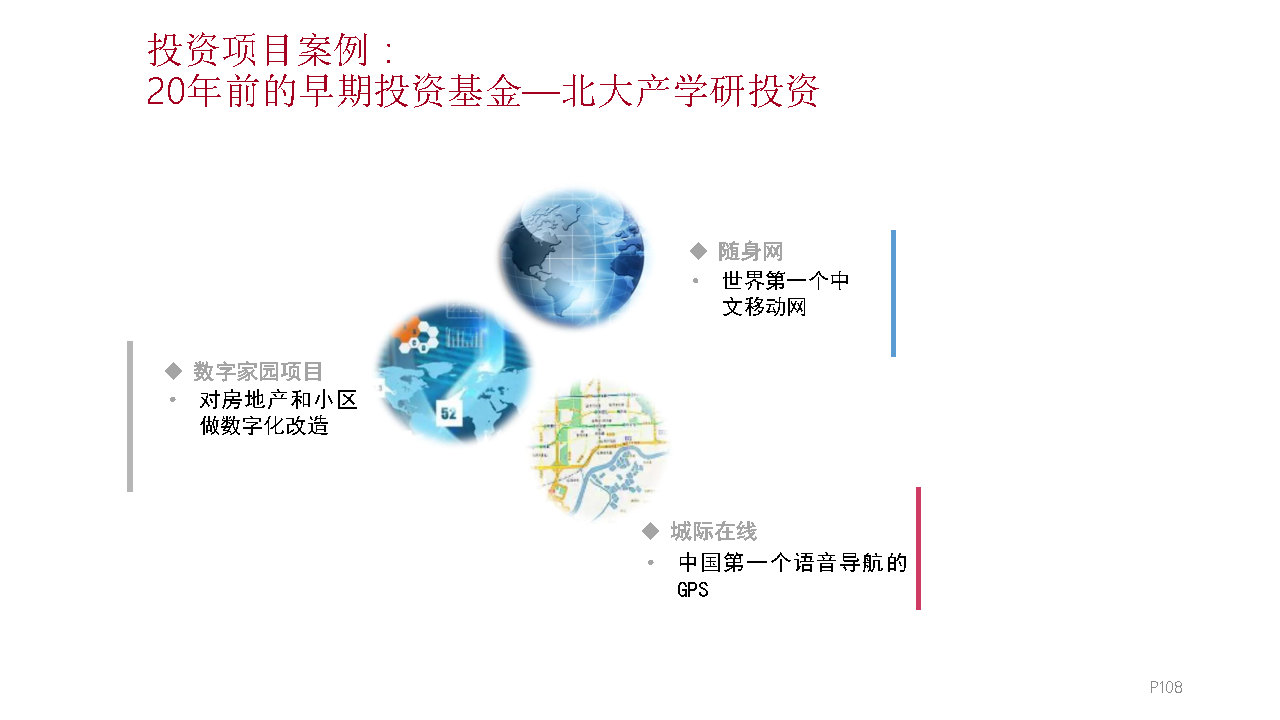 投资项目案例：
20年前的早期投资基金—北大产学研投资
◆ 随身网
• 世界第一个中
文移动网
◆ 数字家园项目
• 对房地产和小区
做数字化改造
52
◆ 城际在线
• 中国第一个语音导航的
GPS
P108